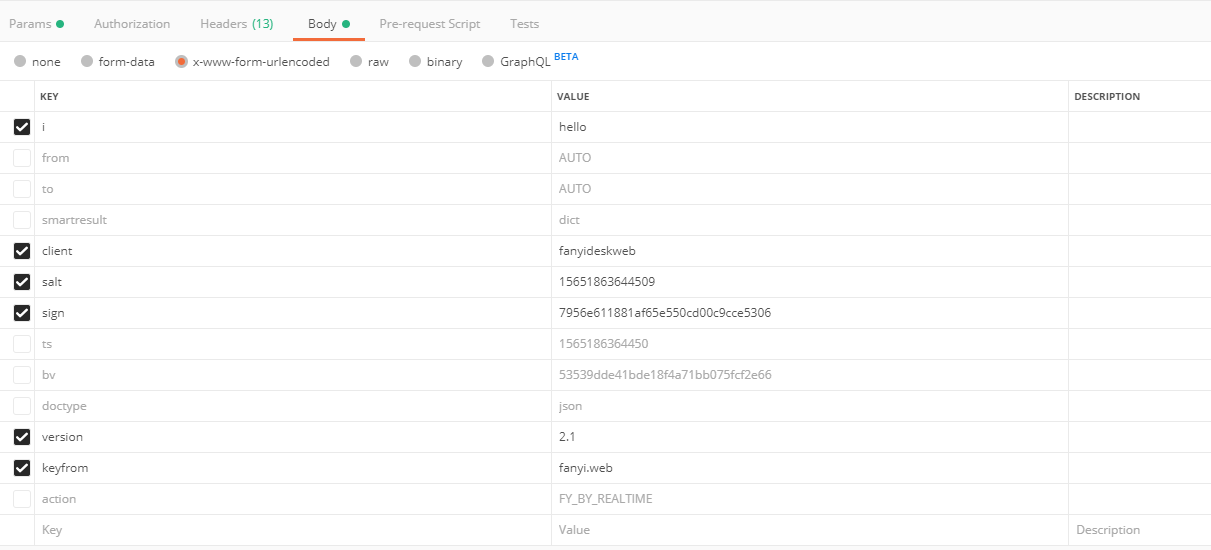 Params Authorization Headers (13) Body Pre-request Script Tests
none form-data x-www-form-urlencoded raw binary GraphQL BETA
KEY VALUE DESCRIPTION
i hello
from AUTO
to AUTO
smartresult dict
client fanyideskweb
salt 15651863644509
sign 7956e611881af65e550cd00c9cce5306
ts 1565186364450
bv 53539dde41bde18f4a71bb075fcf2e66
doctype json
version 2.1
keyfrom fanyi.web
action FY_BY_REALTIME
Key Value Description